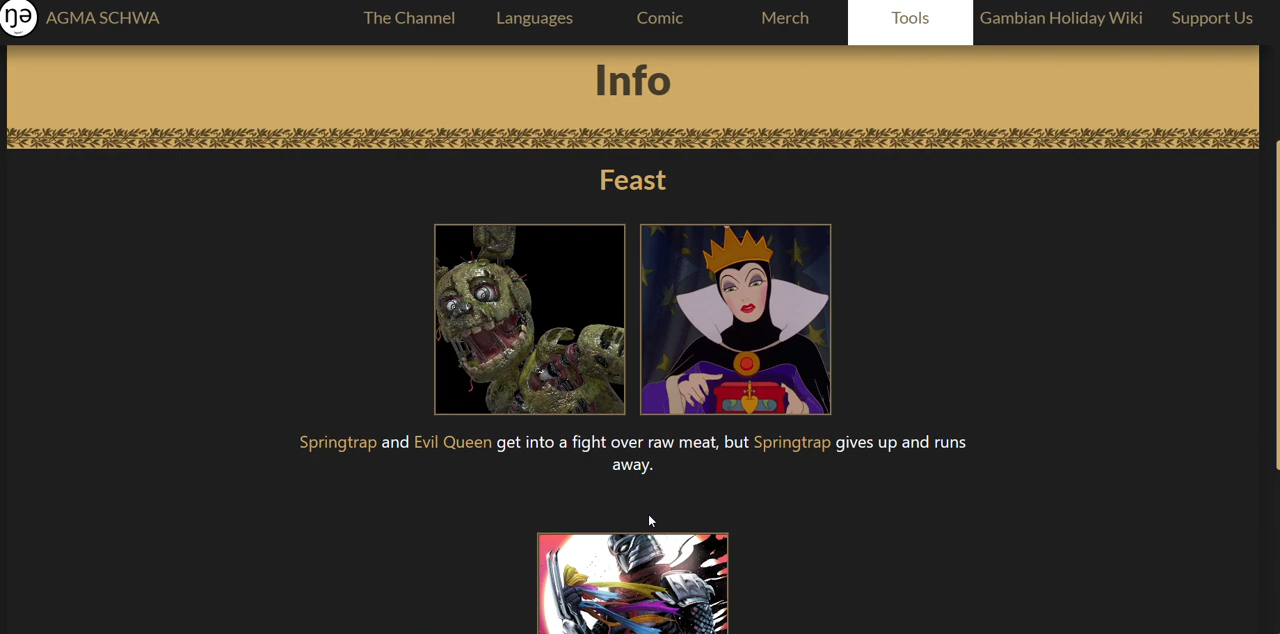 ŋə AGMA SCHWA The Channel Languages Comic Merch Tools Gambian Holiday Wiki Support Us
Info
Feast
Springtrap and Evil Queen get into a fight over raw meat, but Springtrap gives up and runs
away.